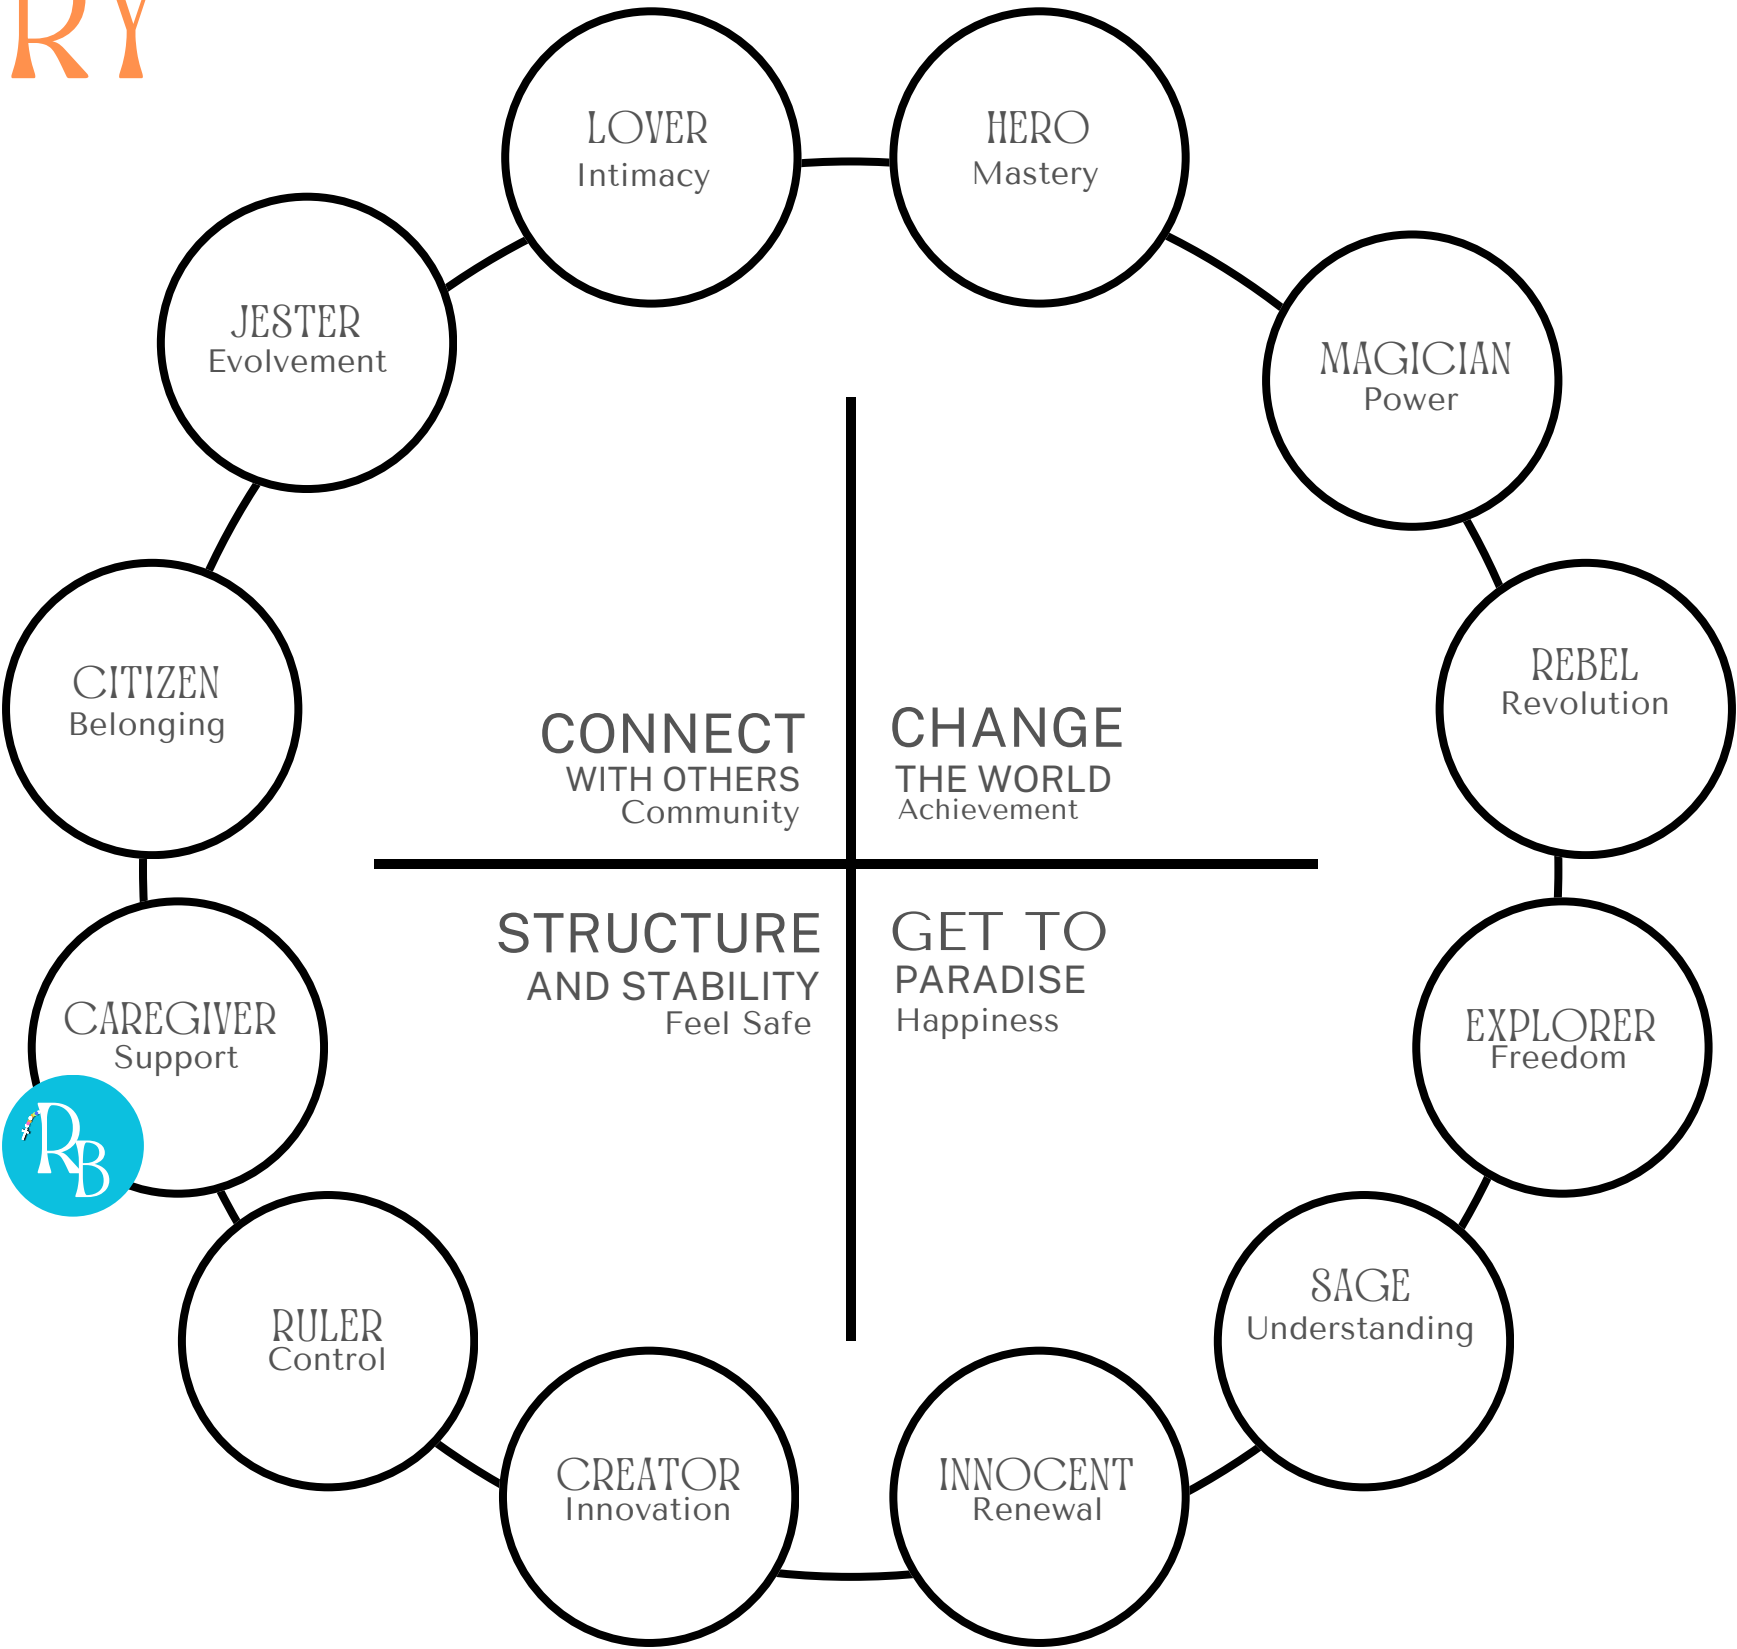 RY
LOVER
Intimacy
HERO
Mastery
JESTER
Evolvement
MAGICIAN
Power
CITIZEN
Belonging
REBEL
Revolution
CONNECT
WITH OTHERS
Community
CHANGE
THE WORLD
Achievement
STRUCTURE
AND STABILITY
Feel Safe
GET TO
PARADISE
Happiness
CAREGIVER
Support
EXPLORER
Freedom
RB
RULER
Control
SAGE
Understanding
CREATOR
Innovation
INNOCENT
Renewal